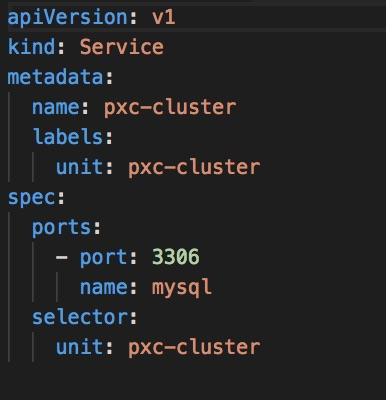 apiVersion: v1
kind: Service
metadata:
  name: pxc-cluster
  labels:
    unit: pxc-cluster
spec:
  ports:
    - port: 3306
      name: mysql
  selector:
    unit: pxc-cluster